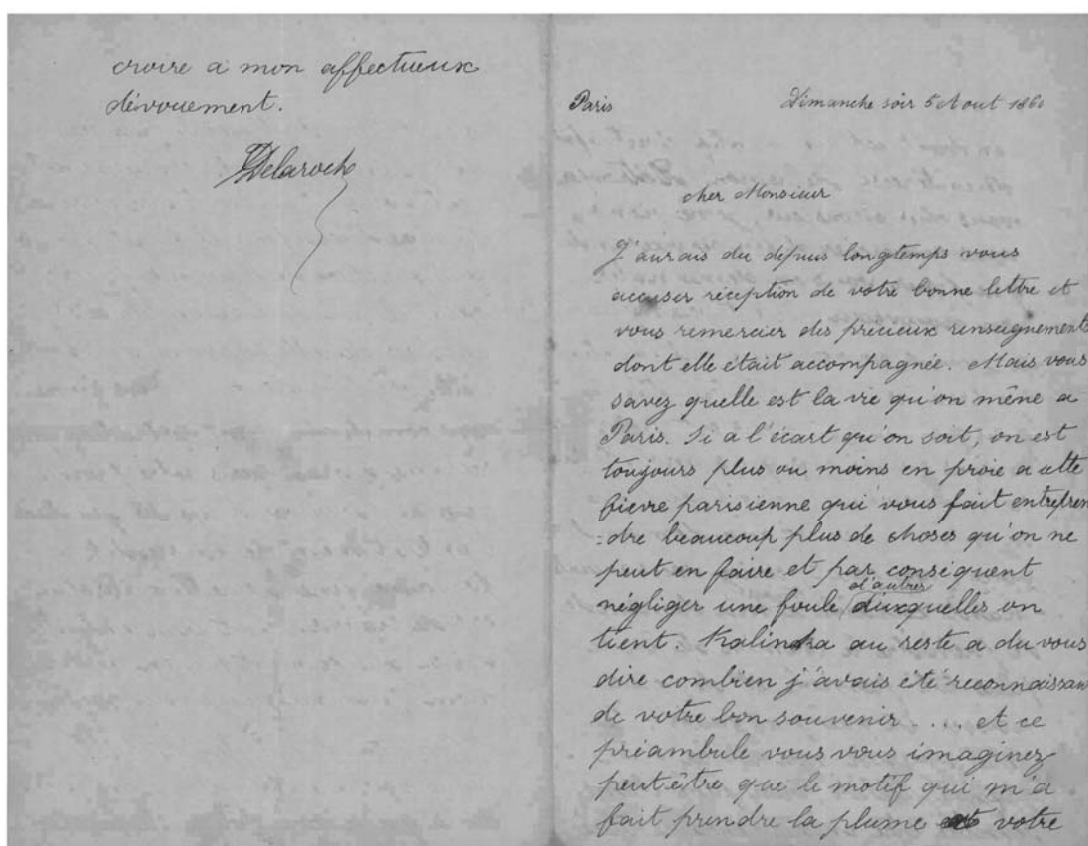 croire a mon affectueux
dévouement.
Delaroche
Paris
Dimanche soir 5 Aout 1860
cher Monsieur
J'aurais du depuis longtemps vous
accuser réception de votre bonne lettre et
vous remercier des précieux renseignements
dont elle était accompagnée. Mais vous
savez quelle est la vie qu'on mêne a
Paris. Si a l'écart qu'on soit, on est
toujours plus ou moins en proie a cette
fièvre parisienne qui vous fait entrepren
=dre beaucoup plus de choses qu'on ne
peut en faire et par conséquent
d'autres
négliger une foule auxquelles on
tient. au reste a du vous
dire combien j'avais été reconnaissant
de votre bon souvenir .... et ce
préambule vous vous imaginez
peut être que le motif qui m'a
fait prendre la plume est votre